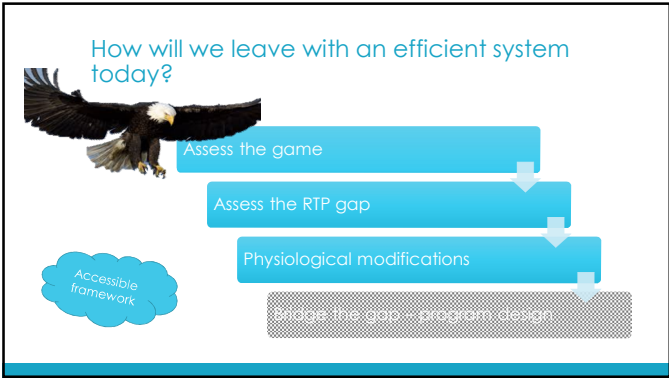 How will we leave with an efficient system
today?
Assess the game
Assess the RTP gap
Physiological modifications
Bridge the gap – program design
Accessible
framework